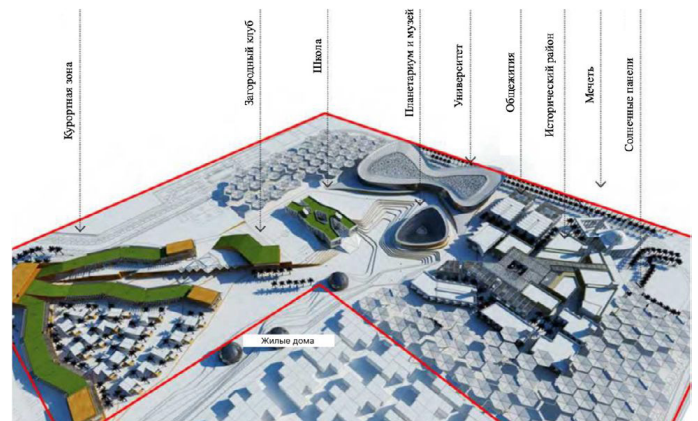 Курортная зона
Загородный клуб
Школа
Планетариум и музей
Университет
Общежития
Исторический район
Мечеть
Солнечные панели
Жилые дома